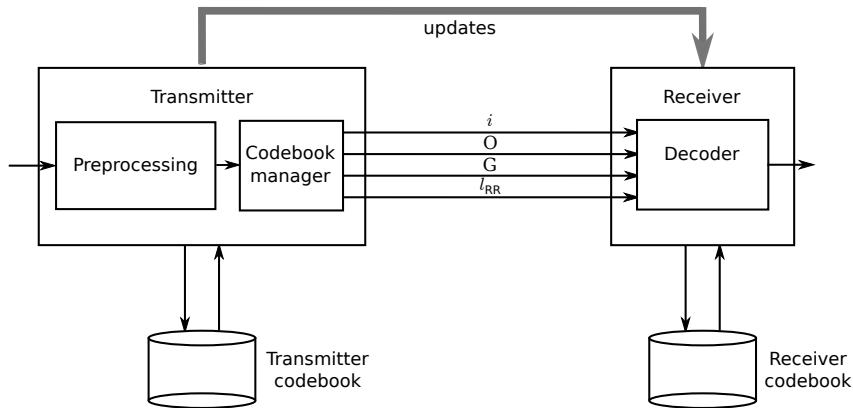 updates
Transmitter
Receiver
Preprocessing
Codebook
manager
i
O
G
l_RR
Decoder
Transmitter
codebook
Receiver
codebook